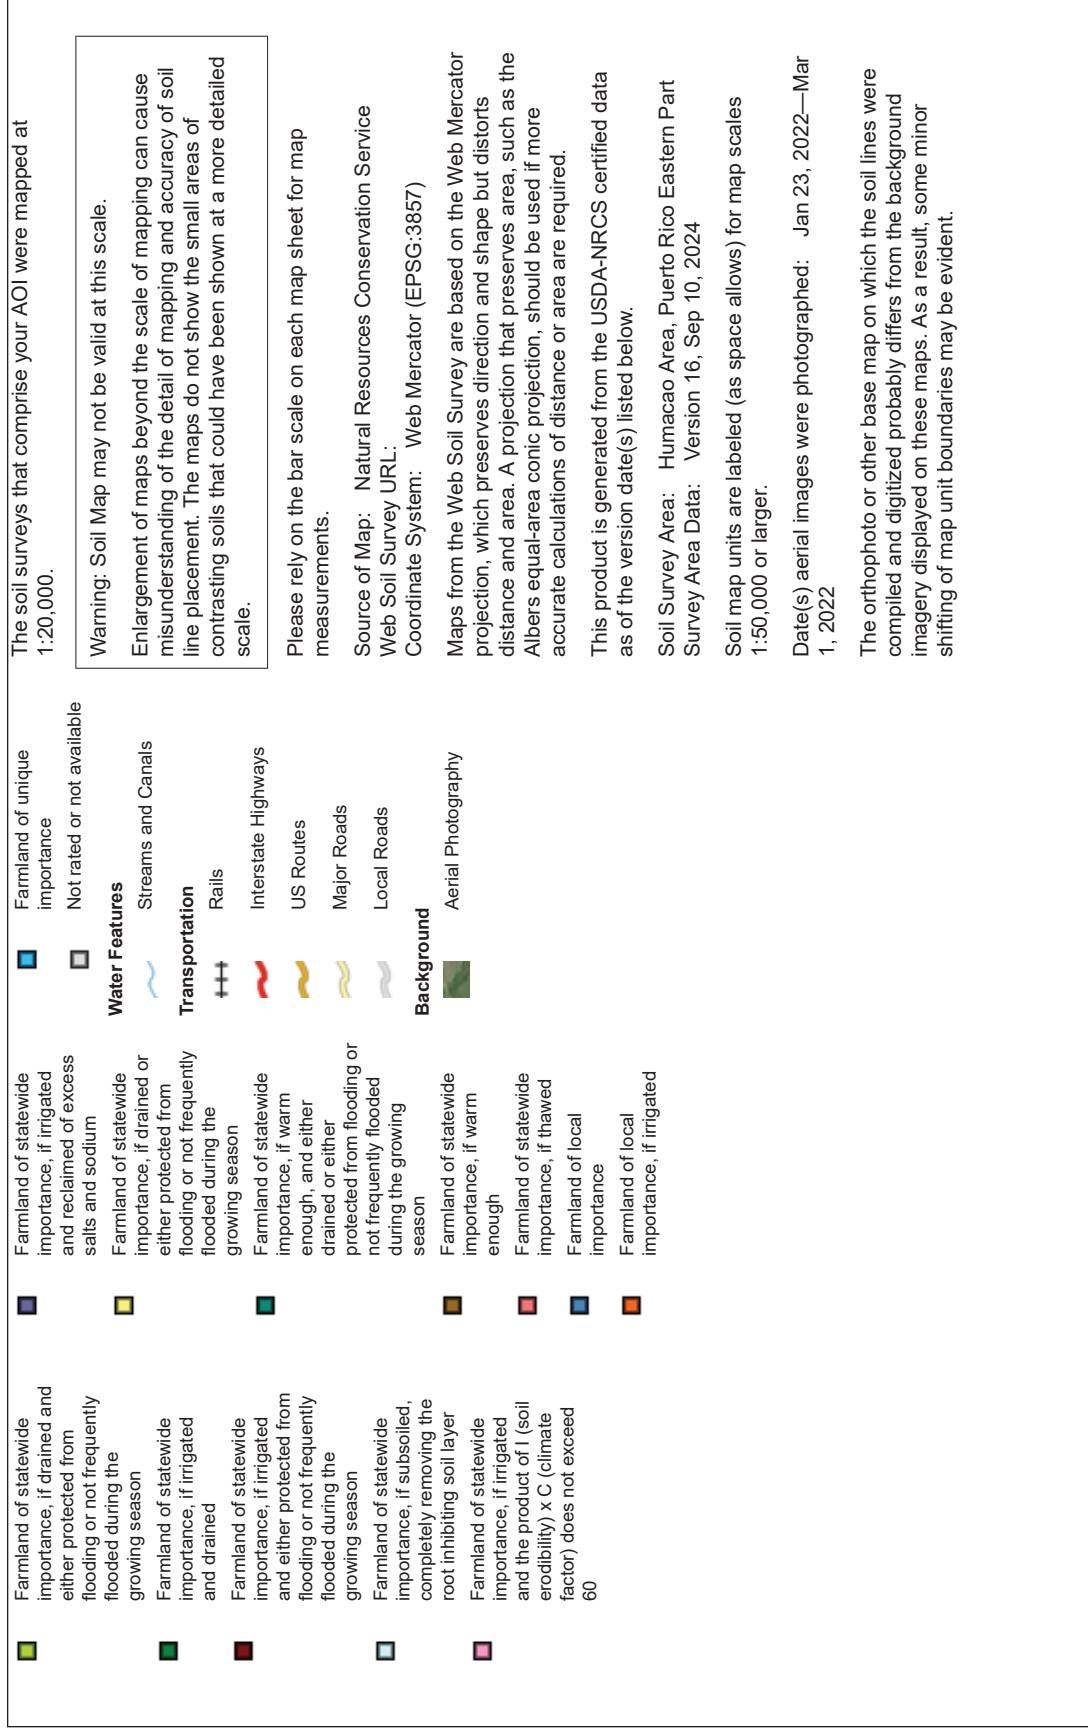 Farmland of statewide
importance, if drained and
either protected from
flooding or not frequently
flooded during the
growing season
Farmland of statewide
importance, if irrigated
and drained
Farmland of statewide
importance, if irrigated
and either protected from
flooding or not frequently
flooded during the
growing season
Farmland of statewide
importance, if subsoiled,
completely removing the
root inhibiting soil layer
Farmland of statewide
importance, if irrigated
and the product of I (soil
erodibility) x C (climate
factor) does not exceed
60
Farmland of statewide
importance, if irrigated
and reclaimed of excess
salts and sodium
Farmland of statewide
importance, if drained or
either protected from
flooding or not frequently
flooded during the
growing season
Farmland of statewide
importance, if warm
enough, and either
drained or either
protected from flooding or
not frequently flooded
during the growing
season
Farmland of statewide
importance, if warm
enough
Farmland of statewide
importance, if thawed
Farmland of local
importance
Farmland of local
importance, if irrigated
Farmland of unique
importance
Not rated or not available
Water Features
Streams and Canals
Transportation
Rails
Interstate Highways
US Routes
Major Roads
Local Roads
Background
Aerial Photography
The soil surveys that comprise your AOI were mapped at
1:20,000.
Warning: Soil Map may not be valid at this scale.
Enlargement of maps beyond the scale of mapping can cause
misunderstanding of the detail of mapping and accuracy of soil
line placement. The maps do not show the small areas of
contrasting soils that could have been shown at a more detailed
scale.
Please rely on the bar scale on each map sheet for map
measurements.
Source of Map: Natural Resources Conservation Service
Web Soil Survey URL:
Coordinate System: Web Mercator (EPSG:3857)
Maps from the Web Soil Survey are based on the Web Mercator
projection, which preserves direction and shape but distorts
distance and area. A projection that preserves area, such as the
Albers equal-area conic projection, should be used if more
accurate calculations of distance or area are required.
This product is generated from the USDA-NRCS certified data
as of the version date(s) listed below.
Soil Survey Area: Humacao Area, Puerto Rico Eastern Part
Survey Area Data: Version 16, Sep 10, 2024
Soil map units are labeled (as space allows) for map scales
1:50,000 or larger.
Date(s) aerial images were photographed: Jan 23, 2022—Mar
1, 2022
The orthophoto or other base map on which the soil lines were
compiled and digitized probably differs from the background
imagery displayed on these maps. As a result, some minor
shifting of map unit boundaries may be evident.